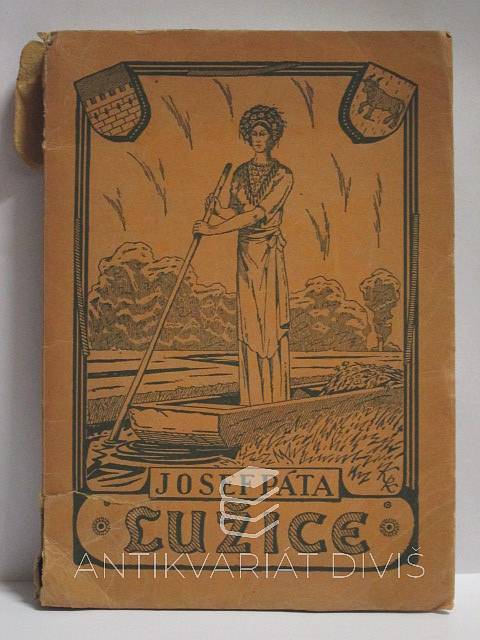 JOSEF PÁTA
LUŽICE
ANTIKVARIÁT DIVIŠ